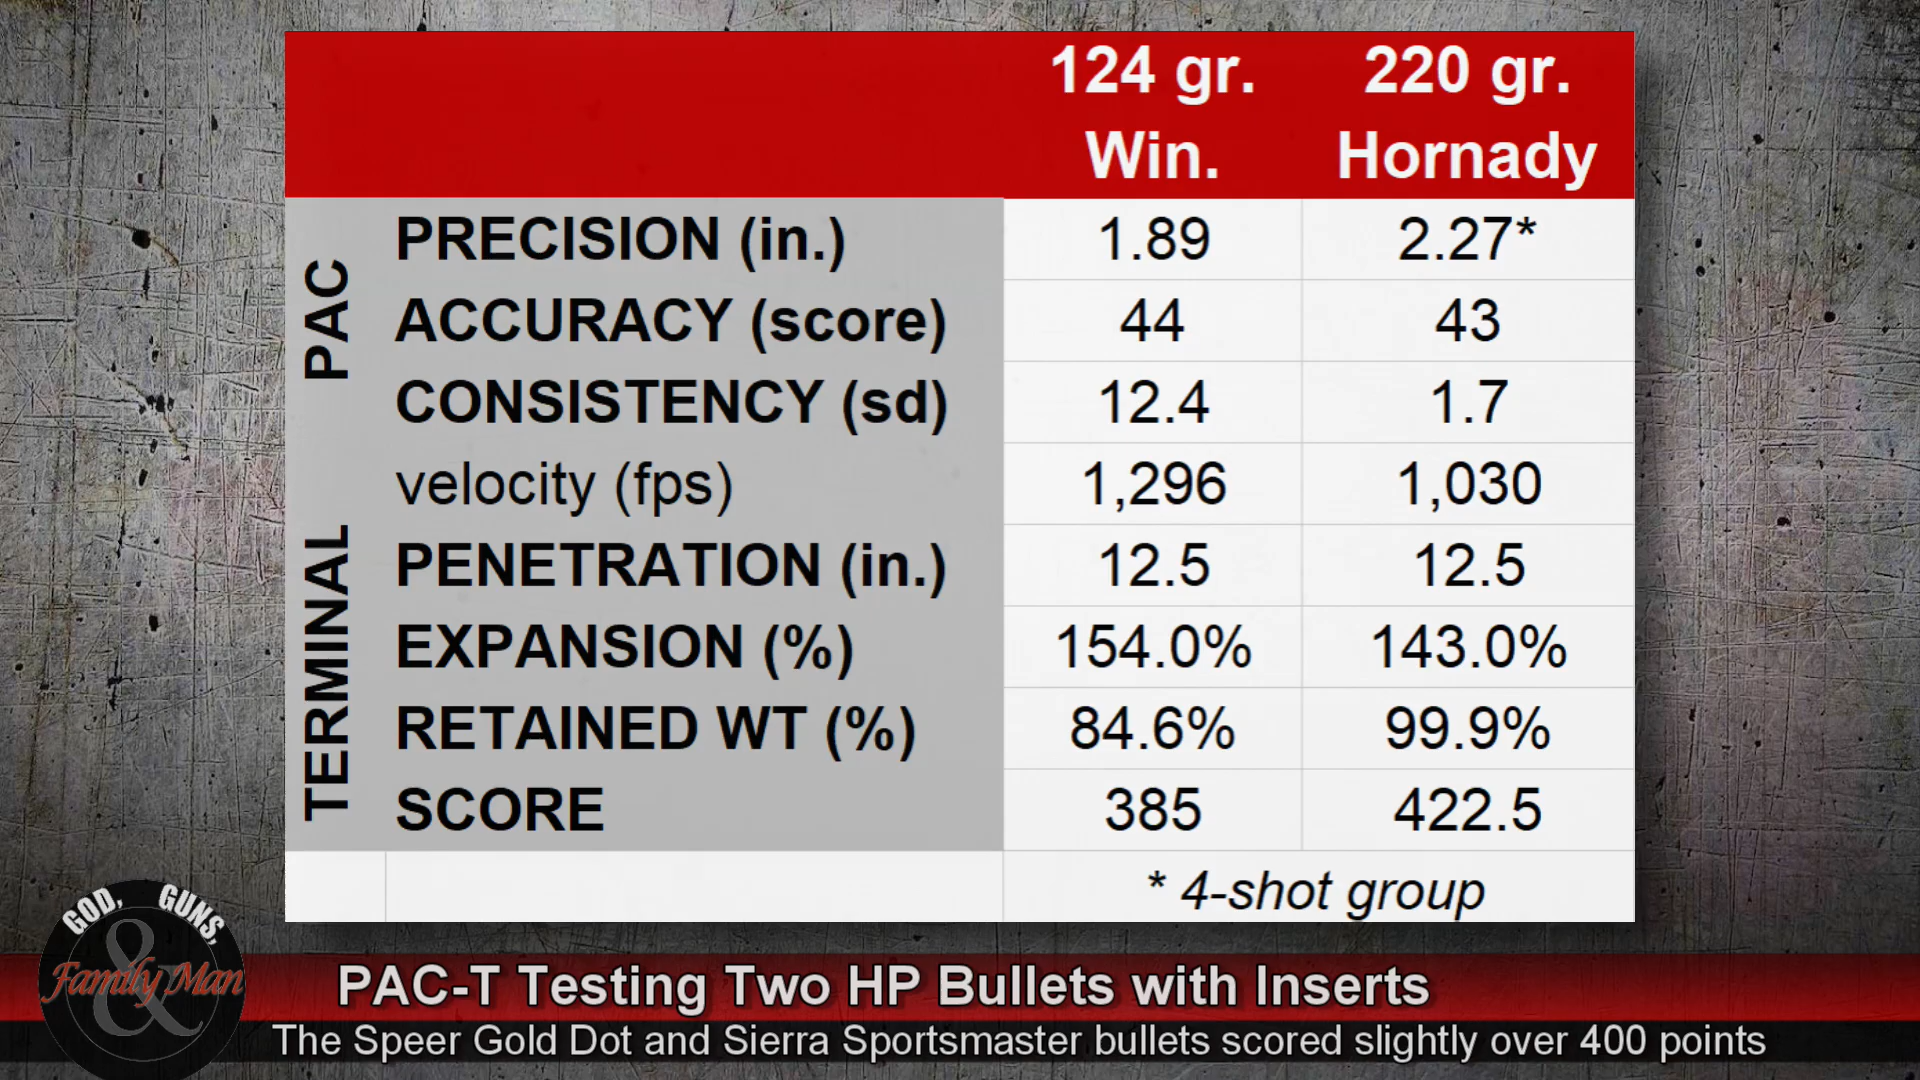 124 gr. 220 gr.
Win. Hornady
PAC
PRECISION (in.) 1.89 2.27*
ACCURACY (score) 44 43
CONSISTENCY (sd) 12.4 1.7
velocity (fps) 1,296 1,030
TERMINAL
PENETRATION (in.) 12.5 12.5
EXPANSION (%) 154.0% 143.0%
RETAINED WT (%) 84.6% 99.9%
SCORE 385 422.5
* 4-shot group
GOD, GUNS,
&
Family Man
PAC-T Testing Two HP Bullets with Inserts
The Speer Gold Dot and Sierra Sportsmaster bullets scored slightly over 400 points